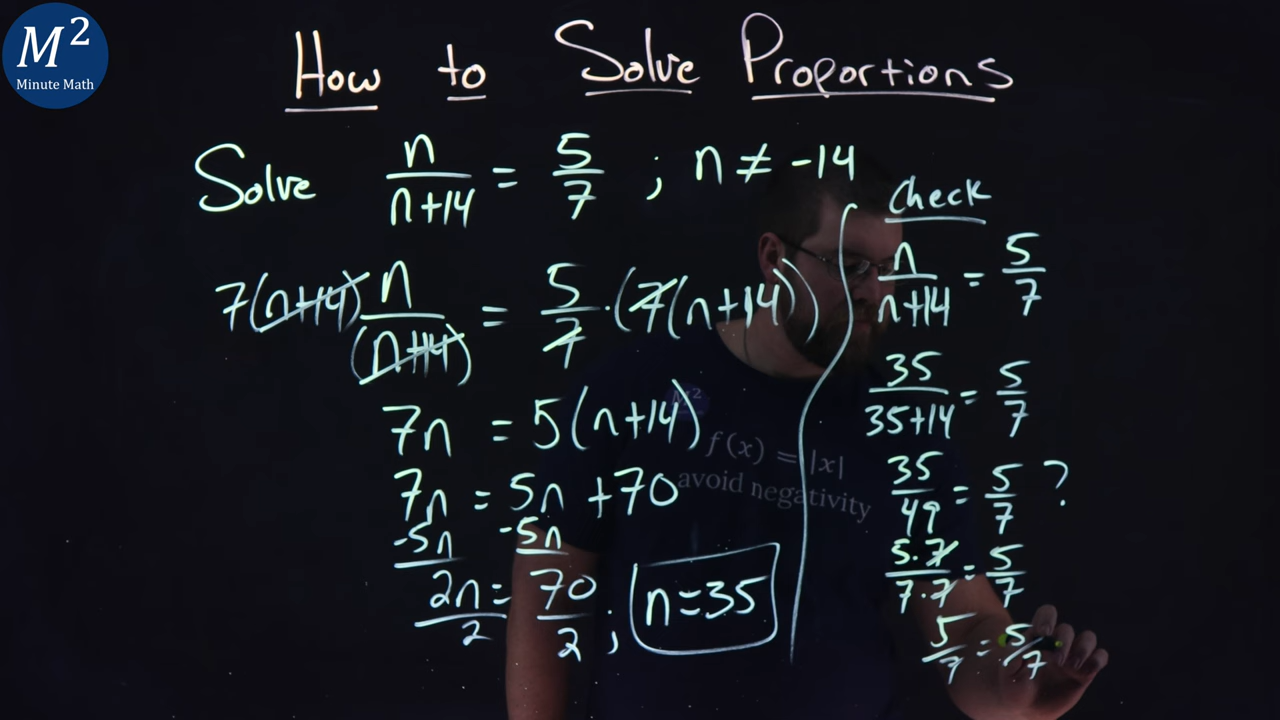 M²
Minute Math
How to Solve Proportions
Solve n/(n+14) = 5/7 ; n ≠ -14
7(n+14) n/(n+14) = 5/7 · (7(n+14))
7n = 5(n+14)
7n = 5n + 70
-5n -5n
2n/2 = 70/2 ; n=35
Check
n/(n+14) = 5/7
35/(35+14) = 5/7
35/49 = 5/7 ?
5·7/7·7 = 5/7
5/7 = 5/7
M²
f(x) = |x|
avoid negativity